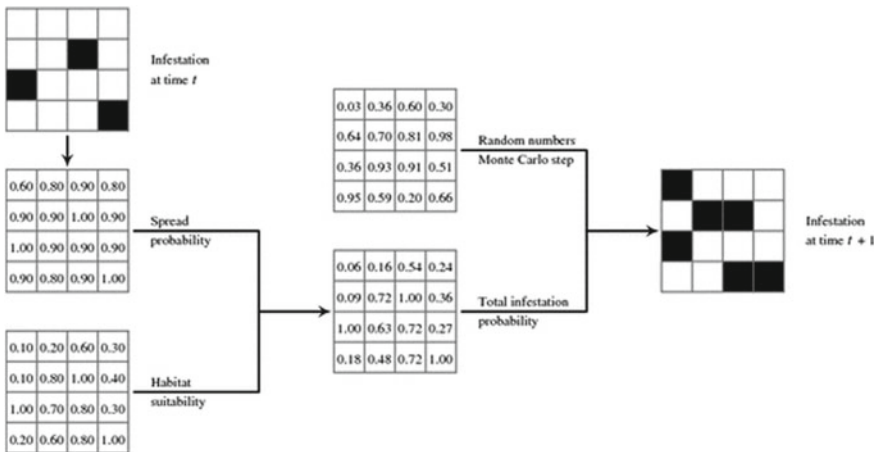 Infestation
at time t
0.60 0.80 0.90 0.80
0.90 0.90 1.00 0.90
1.00 0.90 0.90 0.90
0.90 0.80 0.90 1.00
Spread
probability
0.10 0.20 0.60 0.30
0.10 0.80 1.00 0.40
1.00 0.70 0.80 0.30
0.20 0.60 0.80 1.00
Habitat
suitability
0.03 0.36 0.60 0.30
0.64 0.70 0.81 0.98
0.36 0.93 0.91 0.51
0.95 0.59 0.20 0.66
Random numbers
Monte Carlo step
0.06 0.16 0.54 0.24
0.09 0.72 1.00 0.36
1.00 0.63 0.72 0.27
0.18 0.48 0.72 1.00
Total infestation
probability
Infestation
at time t + 1